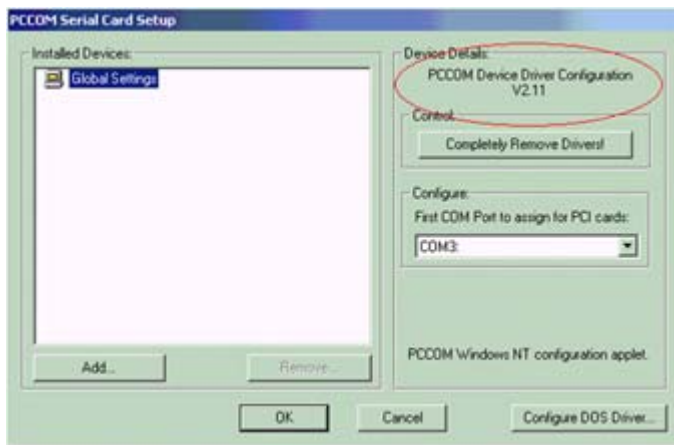 PCCOM Serial Card Setup
Installed Devices:
Global Settings
Add...
Remove...
Device Details:
PCCOM Device Driver Configuration
V2.11
Control:
Completely Remove Drivers!
Configure:
First COM Port to assign for PCI cards:
COM3:
PCCOM Windows NT configuration applet.
OK
Cancel
Configure DOS Driver...